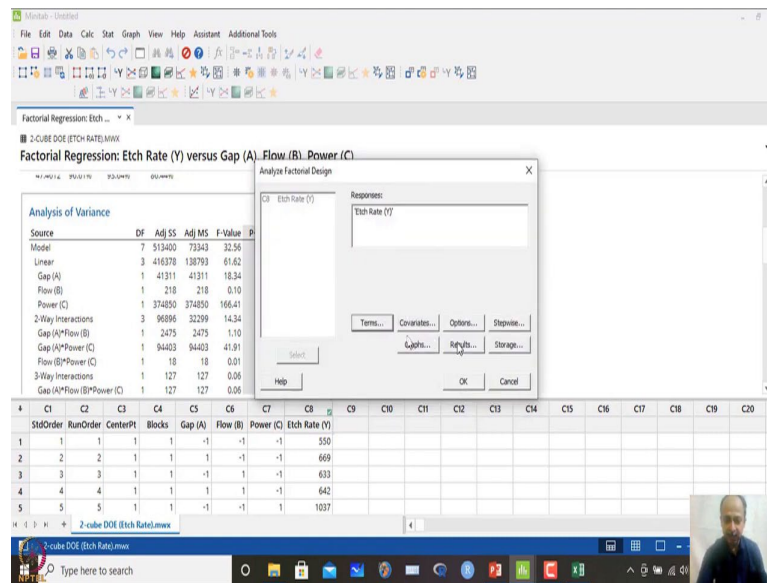 Minitab - Untitled
File Edit Data Calc Stat Graph View Help Assistant Additional Tools
Factorial Regression: Etch ...
2-CUBE DOE (ETCH RATE).MWX
Factorial Regression: Etch Rate (Y) versus Gap (A), Flow (B), Power (C)
Analysis of Variance
Source DF Adj SS Adj MS F-Value P-
Model 7 513400 73343 32.56
Linear 3 416378 138793 61.62
Gap (A) 1 41311 41311 18.34
Flow (B) 1 218 218 0.10
Power (C) 1 374850 374850 166.41
2-Way Interactions 3 96896 32299 14.34
Gap (A)*Flow (B) 1 2475 2475 1.10
Gap (A)*Power (C) 1 94403 94403 41.91
Flow (B)*Power (C) 1 18 18 0.01
3-Way Interactions 1 127 127 0.06
Gap (A)*Flow (B)*Power (C) 1 127 127 0.06
Analyze Factorial Design X
C8 Etch Rate (Y)
Responses:
'Etch Rate (Y)'
Terms... Covariates... Options... Stepwise...
Graphs... Results... Storage...
Select
Help OK Cancel
C1 C2 C3 C4 C5 C6 C7 C8 C9 C10 C11 C12 C13 C14 C15 C16 C17 C18 C19 C20
StdOrder RunOrder CenterPt Blocks Gap (A) Flow (B) Power (C) Etch Rate (Y)
1 1 1 1 1 -1 -1 -1 550
2 2 2 1 1 1 -1 -1 669
3 3 3 1 1 -1 1 -1 633
4 4 4 1 1 1 1 -1 642
5 5 5 1 1 -1 -1 1 1037
2-cube DOE (Etch Rate).mwx
2-cube DOE (Etch Rate).mwx
Type here to search
NPTEL